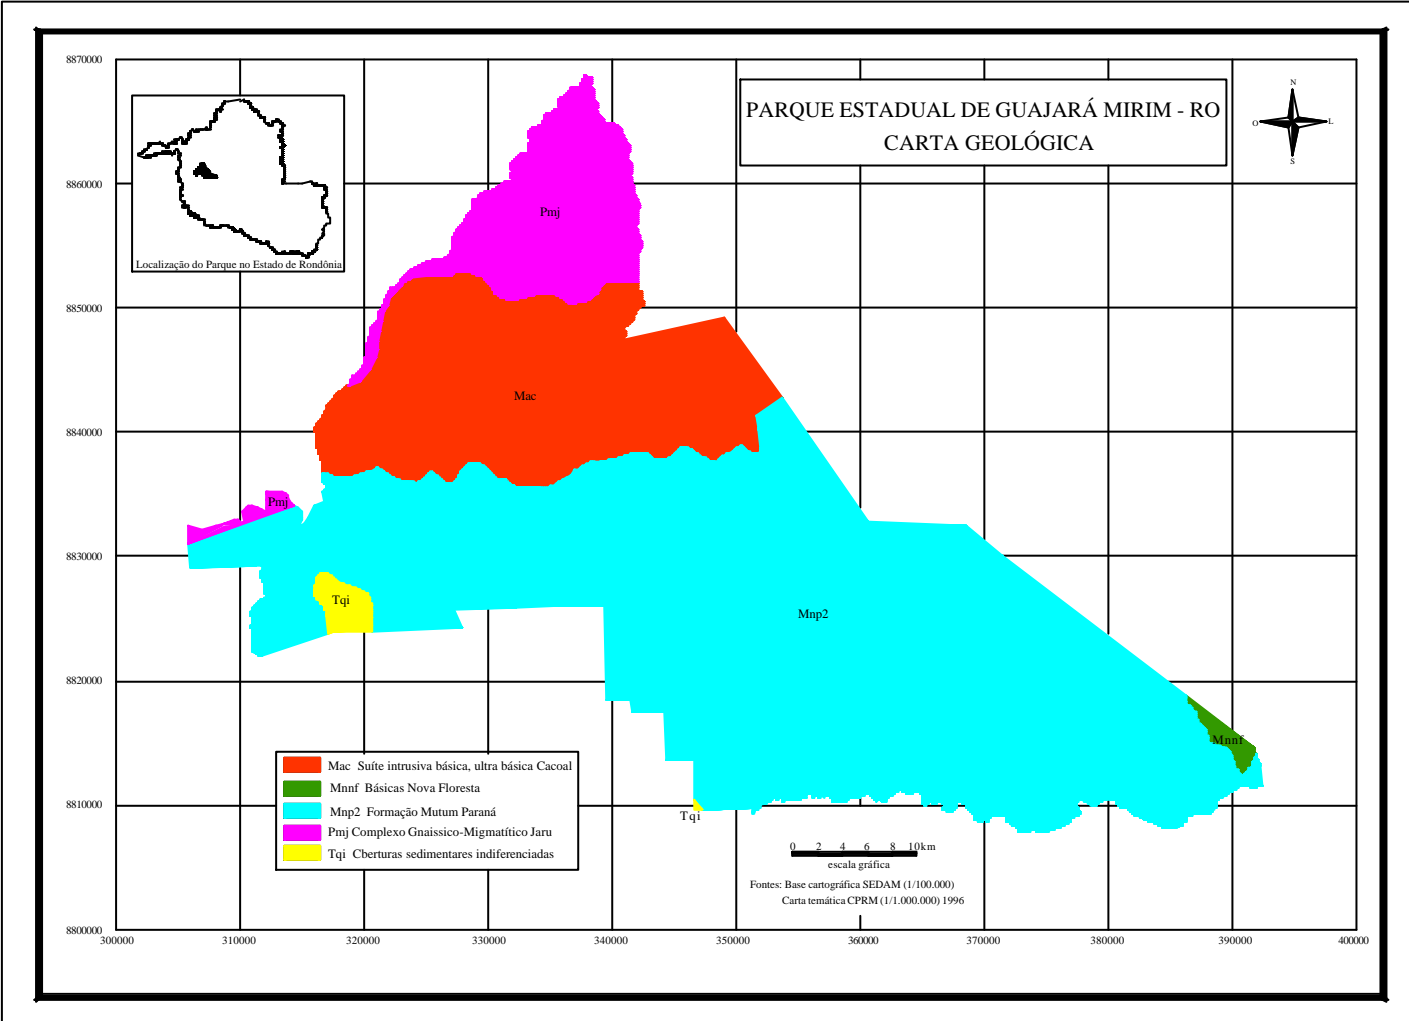 8870000
PARQUE ESTADUAL DE GUAJARÁ MIRIM - RO
CARTA GEOLÓGICA
N
O
L
S
8860000
Localização do Parque no Estado de Rondônia
Pmj
8850000
Mac
8840000
Pmj
8830000
Tqi
Mnp2
8820000
Mnnf
Mac Suíte intrusiva básica, ultra básica Cacoal
Mnnf Básicas Nova Floresta
Mnp2 Formação Mutum Paraná
Pmj Complexo Gnaissico-Migmatítico Jaru
Tqi Cberturas sedimentares indiferenciadas
8810000
Tqi
0 2 4 6 8 10km
escala gráfica
Fontes: Base cartográfica SEDAM (1/100.000)
Carta temática CPRM (1/1.000.000) 1996
8800000
300000 310000 320000 330000 340000 350000 360000 370000 380000 390000 400000